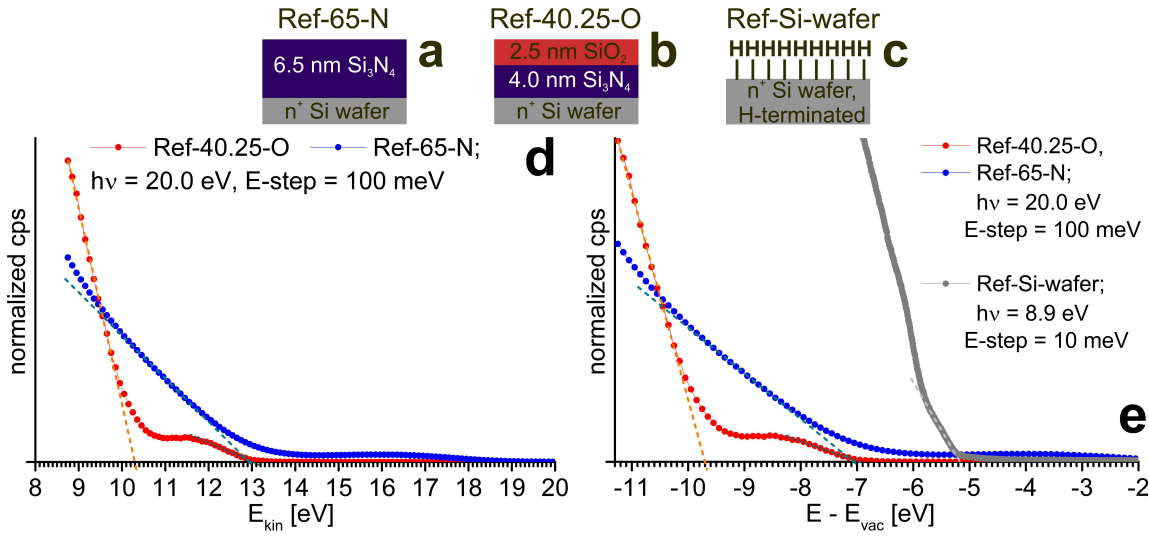 Ref-65-N
6.5 nm Si₃N₄
n⁺ Si wafer
a
Ref-40.25-O
2.5 nm SiO₂
4.0 nm Si₃N₄
n⁺ Si wafer
b
Ref-Si-wafer
HHHHHHHHH
n⁺ Si wafer,
H-terminated
c
Ref-40.25-O
Ref-65-N;
hν = 20.0 eV, E-step = 100 meV
d
normalized cps
8 9 10 11 12 13 14 15 16 17 18 19 20
E_kin [eV]
Ref-40.25-O,
Ref-65-N;
hν = 20.0 eV
E-step = 100 meV
Ref-Si-wafer;
hν = 8.9 eV
E-step = 10 meV
e
normalized cps
-11 -10 -9 -8 -7 -6 -5 -4 -3 -2
E - E_vac [eV]